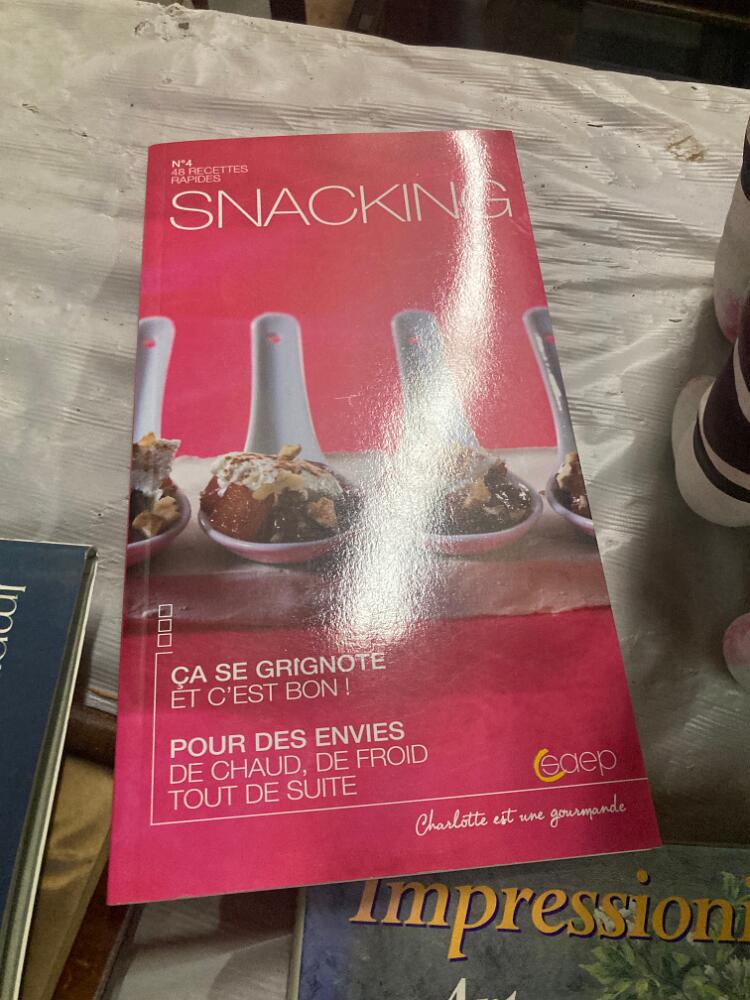 N°4
48 RECETTES
RAPIDES
SNACKING
ÇA SE GRIGNOTE
ET C'EST BON !
POUR DES ENVIES
DE CHAUD, DE FROID
TOUT DE SUITE
saep
Charlotte est une gourmande
Impressioni